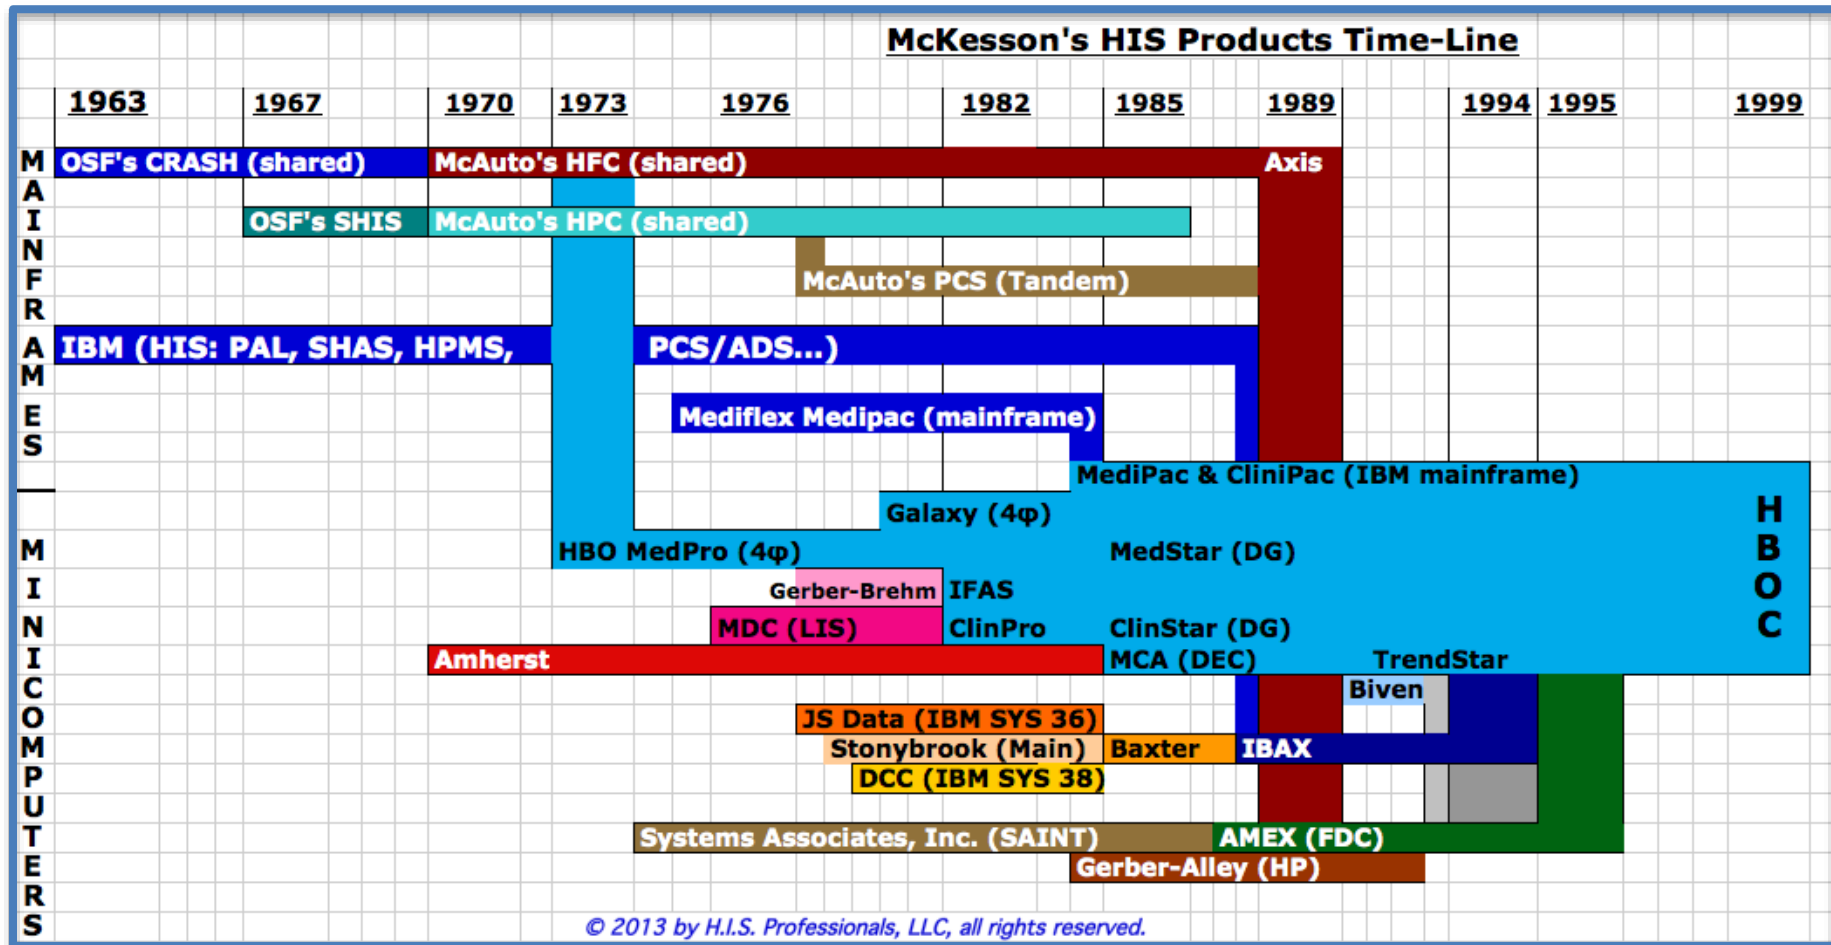 McKesson's HIS Products Time-Line
1963 1967 1970 1973 1976 1982 1985 1989 1994 1995 1999
MAINFRAMES
OSF's CRASH (shared) McAuto's HFC (shared) Axis
OSF's SHIS McAuto's HPC (shared)
McAuto's PCS (Tandem)
IBM (HIS: PAL, SHAS, HPMS, PCS/ADS...)
Mediflex Medipac (mainframe)
MediPac & CliniPac (IBM mainframe)
HBOC
Galaxy (4φ)
MINICOMPUTERS
HBO MedPro (4φ) MedStar (DG)
Gerber-Brehm IFAS
MDC (LIS) ClinPro ClinStar (DG)
Amherst MCA (DEC) TrendStar
Biven
JS Data (IBM SYS 36)
Stonybrook (Main) Baxter IBAX
DCC (IBM SYS 38)
Systems Associates, Inc. (SAINT) AMEX (FDC)
Gerber-Alley (HP)
© 2013 by H.I.S. Professionals, LLC, all rights reserved.